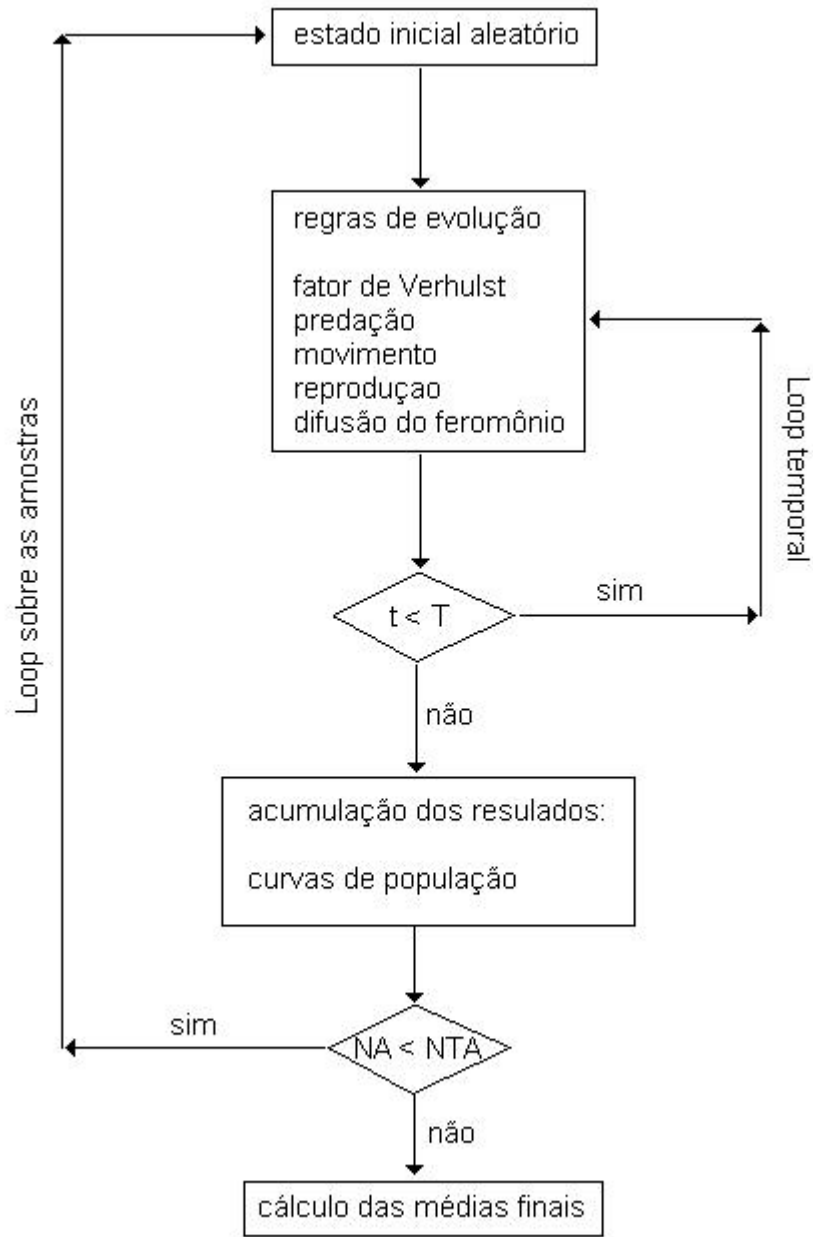 estado inicial aleatório
regras de evolução
fator de Verhulst
predação
movimento
reproduçao
difusão do feromônio
Loop temporal
Loop sobre as amostras
t < T
sim
não
acumulação dos resulados:
curvas de população
NA < NTA
sim
não
cálculo das médias finais